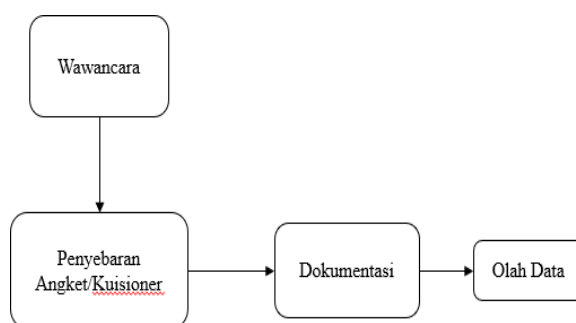 Wawancara
Penyebaran
Angket/Kuisioner
Dokumentasi
Olah Data